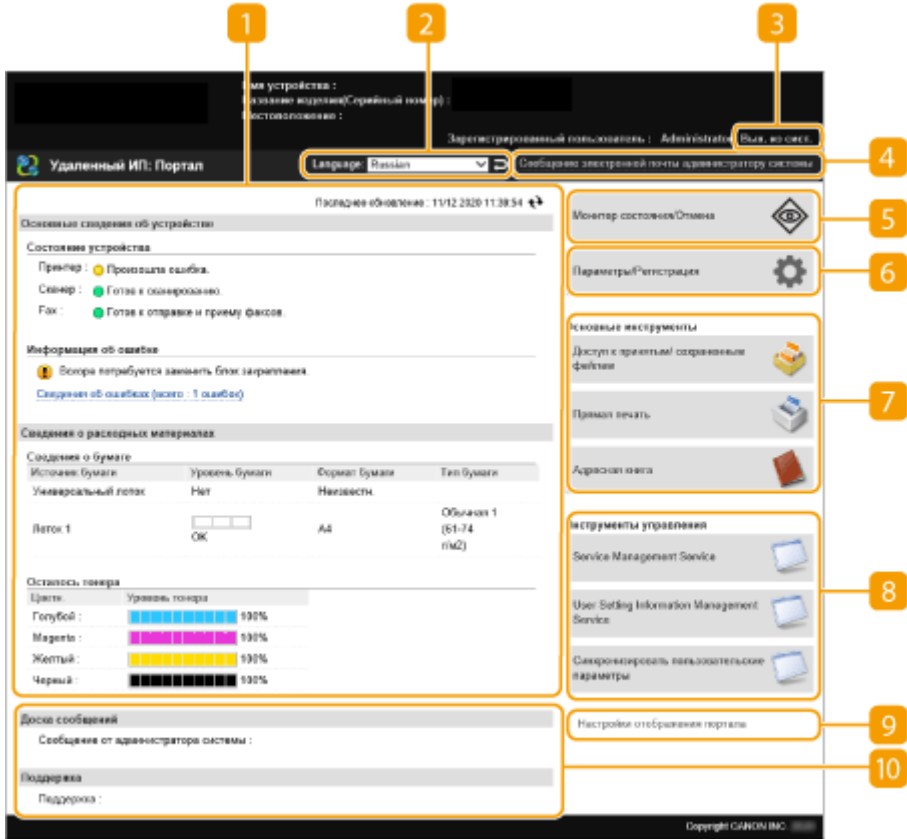 1
2
3
Имя устройства :
Название изделия(Серийный номер) :
Местоположение :
Зарегистрированный пользователь : Administrator Вых. из сист.
Удаленный ИП: Портал
Language: Russian
Сообщение электронной почты администратору системы
4
Последнее обновление : 11/12 2020 11:39:54
Основные сведения об устройстве
Состояние устройства
Принтер : Произошла ошибка.
Сканер : Готов к сканированию.
Fax : Готов к отправке и приему факсов.
Информация об ошибке
Вскоре потребуется заменить блок закрепления.
Сведения об ошибках (всего : 1 ошибок)
Сведения о расходных материалах
Сведения о бумаге
Источник бумаги Уровень бумаги Формат бумаги Тип бумаги
Универсальный лоток Нет Неизвестн.
Лоток 1 OK A4 Обычная 1
(61-74
г/м2)
Осталось тонера
Цветн. Уровень тонера
Голубой : 100%
Magenta : 100%
Желтый : 100%
Черный : 100%
Монитор состояния/Отмена
5
Параметры/Регистрация
6
Основные инструменты
Доступ к принятым/ сохраненным
файлам
Прямая печать
7
Адресная книга
Инструменты управления
Service Management Service
User Setting Information Management
Service
8
Синхронизировать пользовательские
параметры
Настройки отображения портала
9
Доска сообщений
Сообщение от администратора системы :
10
Поддержка
Поддержка :
Copyright CANON INC.